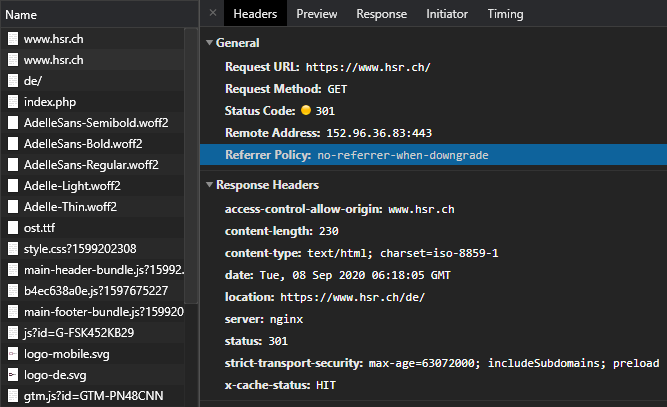 Name
www.hsr.ch
www.hsr.ch
de/
index.php
AdelleSans-Semibold.woff2
AdelleSans-Bold.woff2
AdelleSans-Regular.woff2
Adelle-Light.woff2
Adelle-Thin.woff2
ost.ttf
style.css?1599202308
main-header-bundle.js?15992...
b4ec638a0e.js?1597675227
main-footer-bundle.js?159920...
js?id=G-FSK452KB29
logo-mobile.svg
logo-de.svg
gtm.js?id=GTM-PN48CNN
× Headers Preview Response Initiator Timing
▼ General
Request URL: https://www.hsr.ch/
Request Method: GET
Status Code: 301
Remote Address: 152.96.36.83:443
Referrer Policy: no-referrer-when-downgrade
▼ Response Headers
access-control-allow-origin: www.hsr.ch
content-length: 230
content-type: text/html; charset=iso-8859-1
date: Tue, 08 Sep 2020 06:18:05 GMT
location: https://www.hsr.ch/de/
server: nginx
status: 301
strict-transport-security: max-age=63072000; includeSubdomains; preload
x-cache-status: HIT